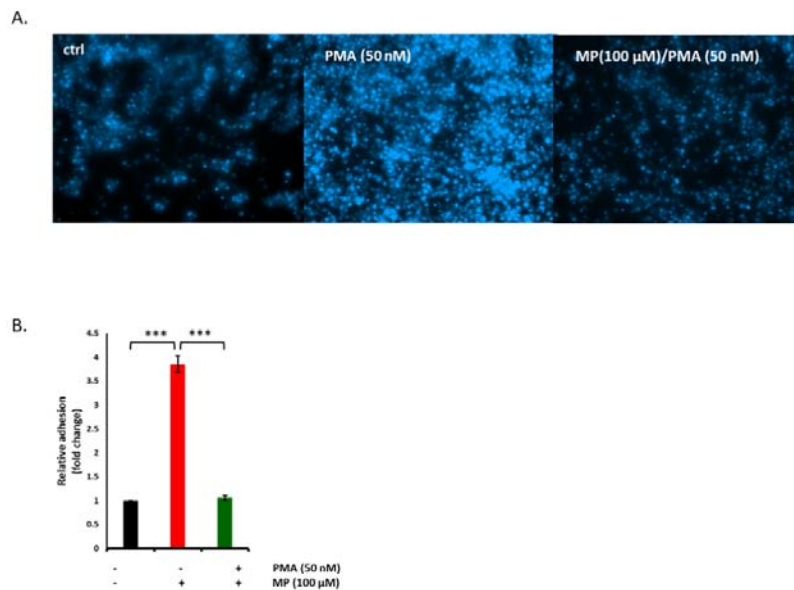 A.
ctrl
PMA (50 nM)
MP(100 µM)/PMA (50 nM)
B.
*** ***
Relative adhesion
(fold change)
4.5
4
3.5
3
2.5
2
1.5
1
0.5
0
- - + PMA (50 nM)
- + + MP (100 µM)